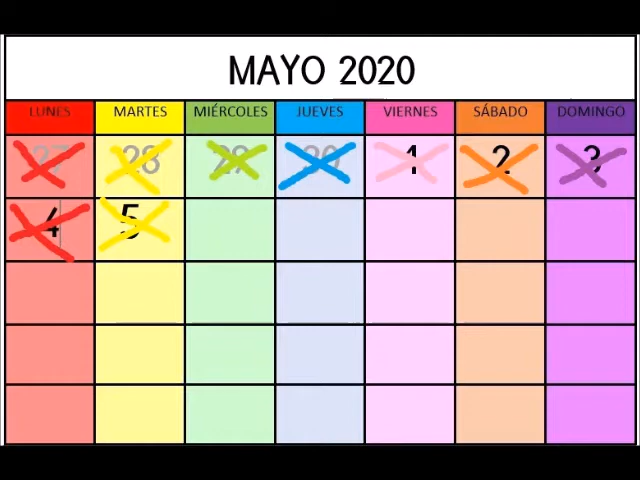 MAYO 2020
LUNES MARTES MIÉRCOLES JUEVES VIERNES SÁBADO DOMINGO
27 28 29 30 1 2 3
4 5